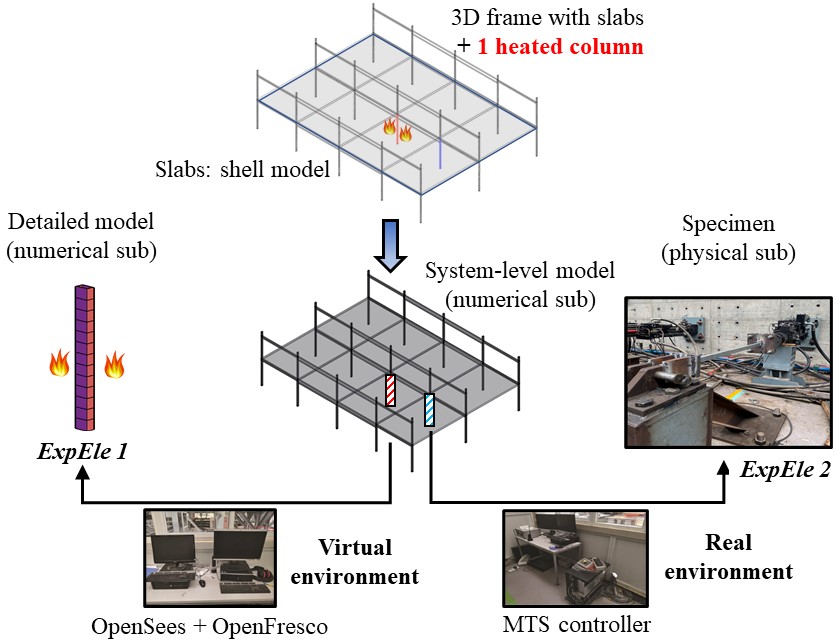 3D frame with slabs
+ 1 heated column
Slabs: shell model
Detailed model
(numerical sub)
Specimen
(physical sub)
System-level model
(numerical sub)
ExpEle 1
ExpEle 2
Virtual
environment
Real
environment
OpenSees + OpenFresco
MTS controller